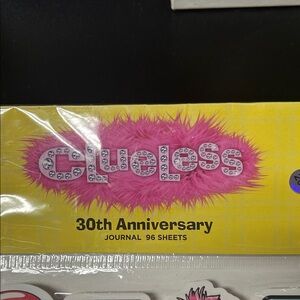 Clueless
30th Anniversary
JOURNAL 96 SHEETS